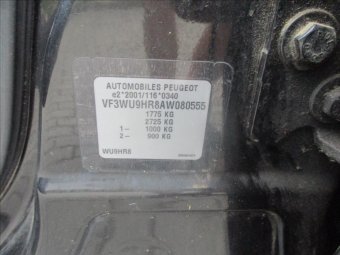 AUTOMOBILES PEUGEOT
e2*2001/116*0340
VF3WU9HR8AW080555
1775 KG
2725 KG
1— 1000 KG
2— 900 KG
WU9HR8